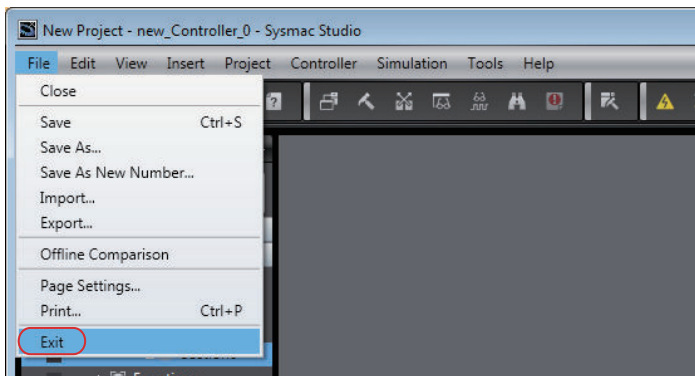 New Project - new_Controller_0 - Sysmac Studio
File Edit View Insert Project Controller Simulation Tools Help
Close
Save Ctrl+S
Save As...
Save As New Number...
Import...
Export...
Offline Comparison
Page Settings...
Print... Ctrl+P
Exit